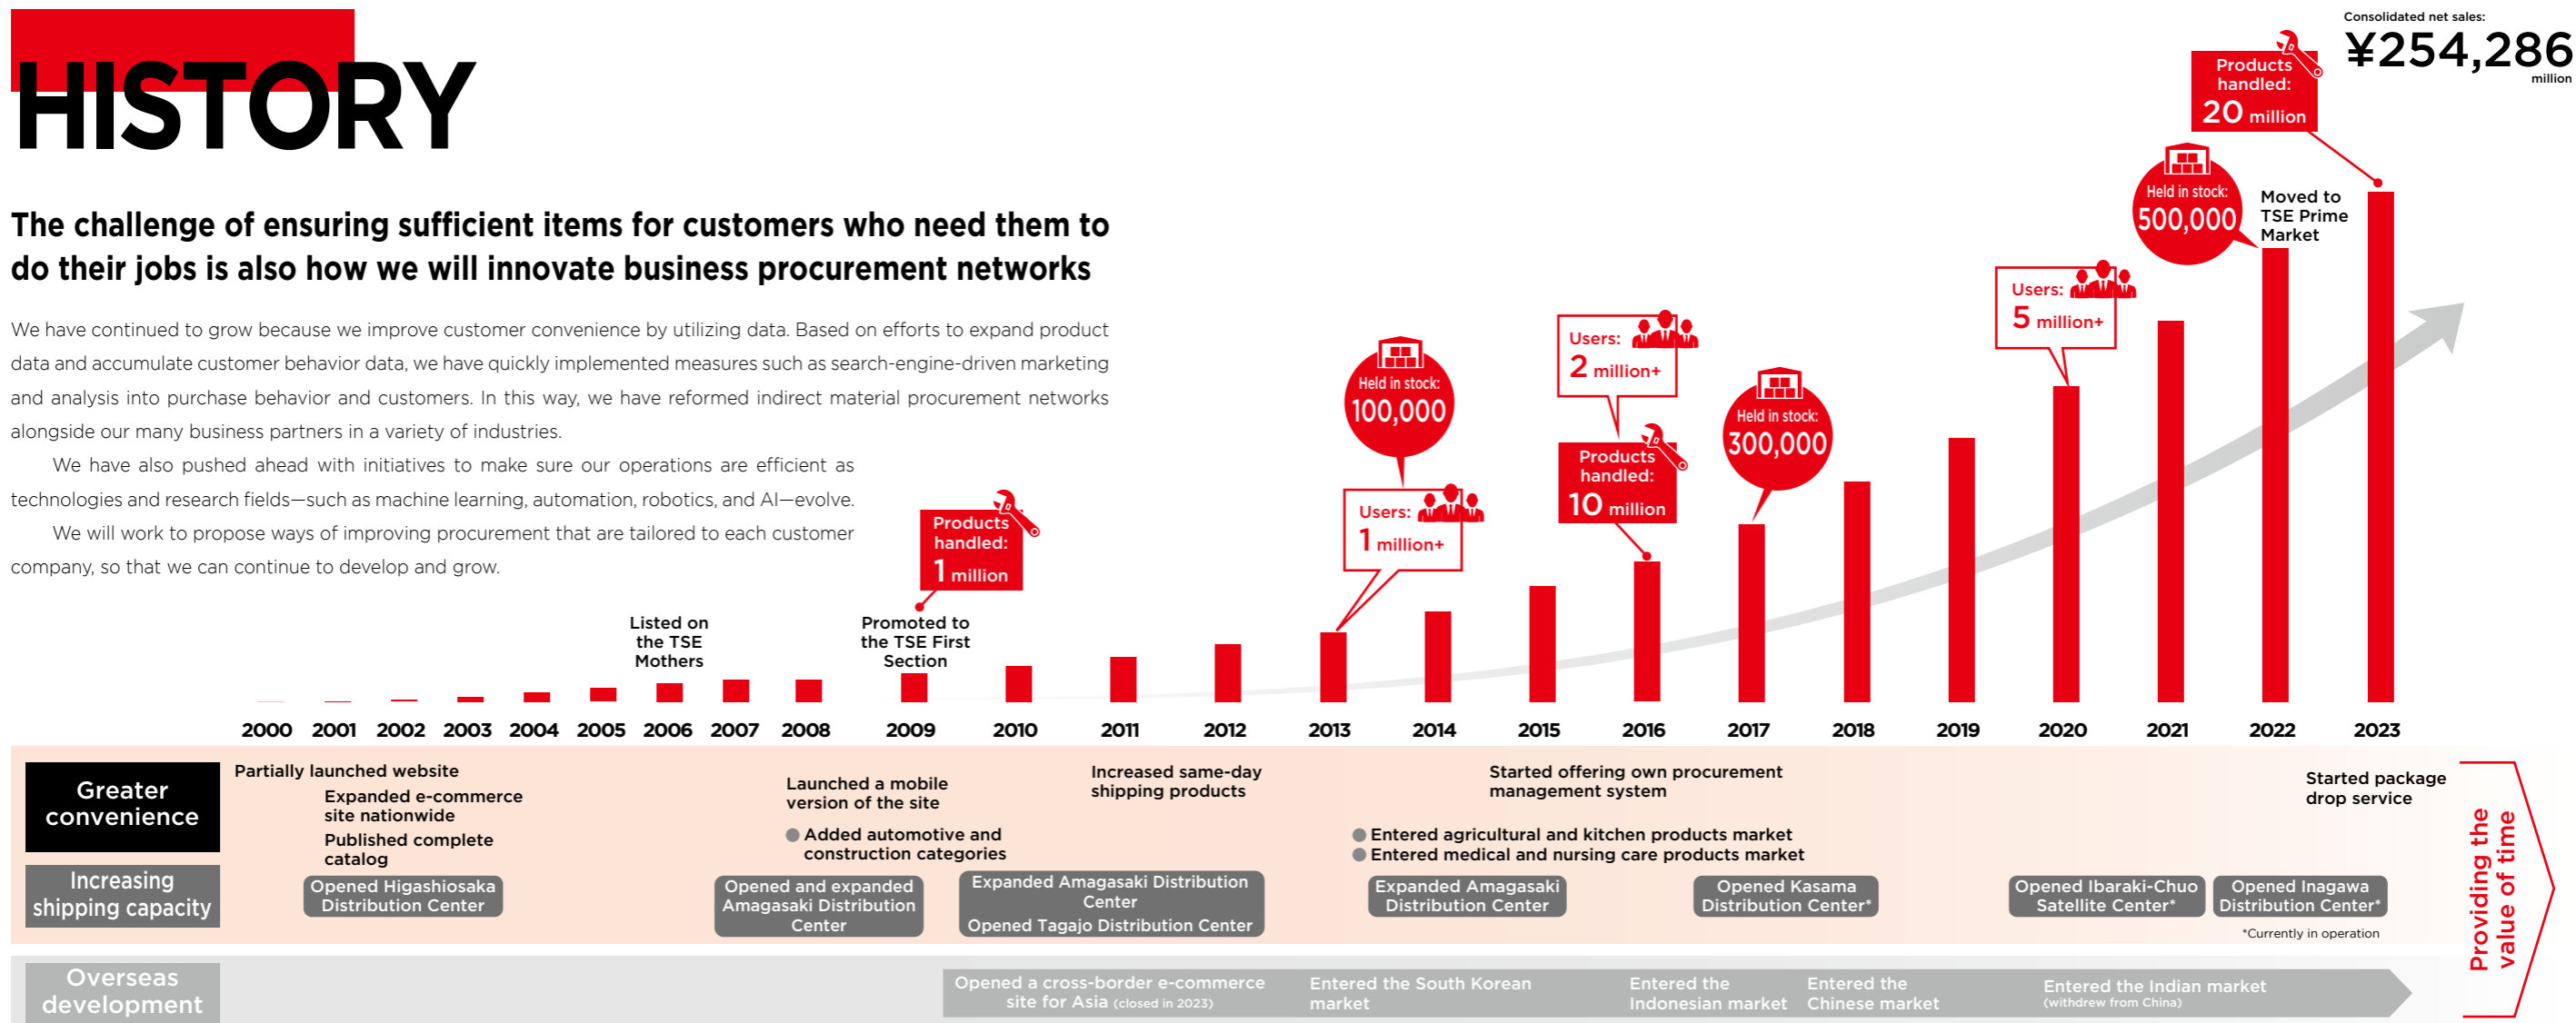 HISTORY
The challenge of ensuring sufficient items for customers who need them to
do their jobs is also how we will innovate business procurement networks
We have continued to grow because we improve customer convenience by utilizing data. Based on efforts to expand product
data and accumulate customer behavior data, we have quickly implemented measures such as search-engine-driven marketing
and analysis into purchase behavior and customers. In this way, we have reformed indirect material procurement networks
alongside our many business partners in a variety of industries.
We have also pushed ahead with initiatives to make sure our operations are efficient as
technologies and research fields—such as machine learning, automation, robotics, and AI—evolve.
We will work to propose ways of improving procurement that are tailored to each customer
company, so that we can continue to develop and grow.
Listed on
the TSE
Mothers
Promoted to
the TSE First
Section
Products
handled:
1 million
Held in stock:
100,000
Users:
1 million+
Users:
2 million+
Products
handled:
10 million
Held in stock:
300,000
Users:
5 million+
Held in stock:
500,000
Moved to
TSE Prime
Market
Products
handled:
20 million
Consolidated net sales:
¥254,286
million
2000 2001 2002 2003 2004 2005 2006 2007 2008 2009 2010 2011 2012 2013 2014 2015 2016 2017 2018 2019 2020 2021 2022 2023
Greater
convenience
Partially launched website
Expanded e-commerce
site nationwide
Published complete
catalog
Launched a mobile
version of the site
Added automotive and
construction categories
Increased same-day
shipping products
Started offering own procurement
management system
Entered agricultural and kitchen products market
Entered medical and nursing care products market
Started package
drop service
Increasing
shipping capacity
Opened Higashiosaka
Distribution Center
Opened and expanded
Amagasaki Distribution
Center
Expanded Amagasaki Distribution
Center
Opened Tagajo Distribution Center
Expanded Amagasaki
Distribution Center
Opened Kasama
Distribution Center*
Opened Ibaraki-Chuo
Satellite Center*
Opened Inagawa
Distribution Center*
*Currently in operation
Overseas
development
Opened a cross-border e-commerce
site for Asia (closed in 2023)
Entered the South Korean
market
Entered the
Indonesian market
Entered the
Chinese market
Entered the Indian market
(withdrew from China)
Providing the
value of time